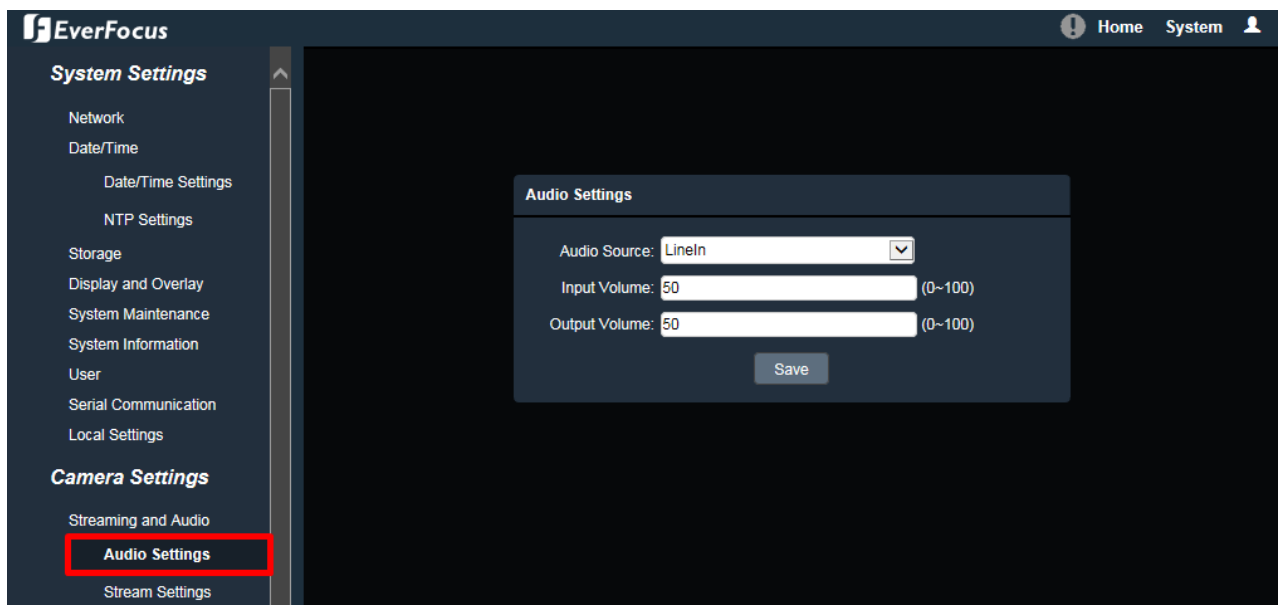 EverFocus
Home System
System Settings
Network
Date/Time
Date/Time Settings
NTP Settings
Storage
Display and Overlay
System Maintenance
System Information
User
Serial Communication
Local Settings
Camera Settings
Streaming and Audio
Audio Settings
Stream Settings
Audio Settings
Audio Source: LineIn
Input Volume: 50 (0~100)
Output Volume: 50 (0~100)
Save